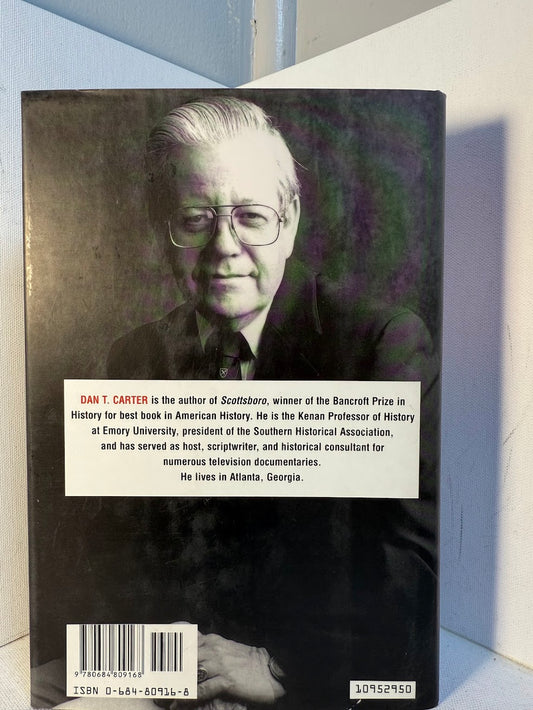 DAN T. CARTER is the author of Scottsboro, winner of the Bancroft Prize in
History for best book in American History. He is the Kenan Professor of History
at Emory University, president of the Southern Historical Association,
and has served as host, scriptwriter, and historical consultant for
numerous television documentaries.
He lives in Atlanta, Georgia.
9 780684 809168
ISBN 0-684-80916-8
10952950